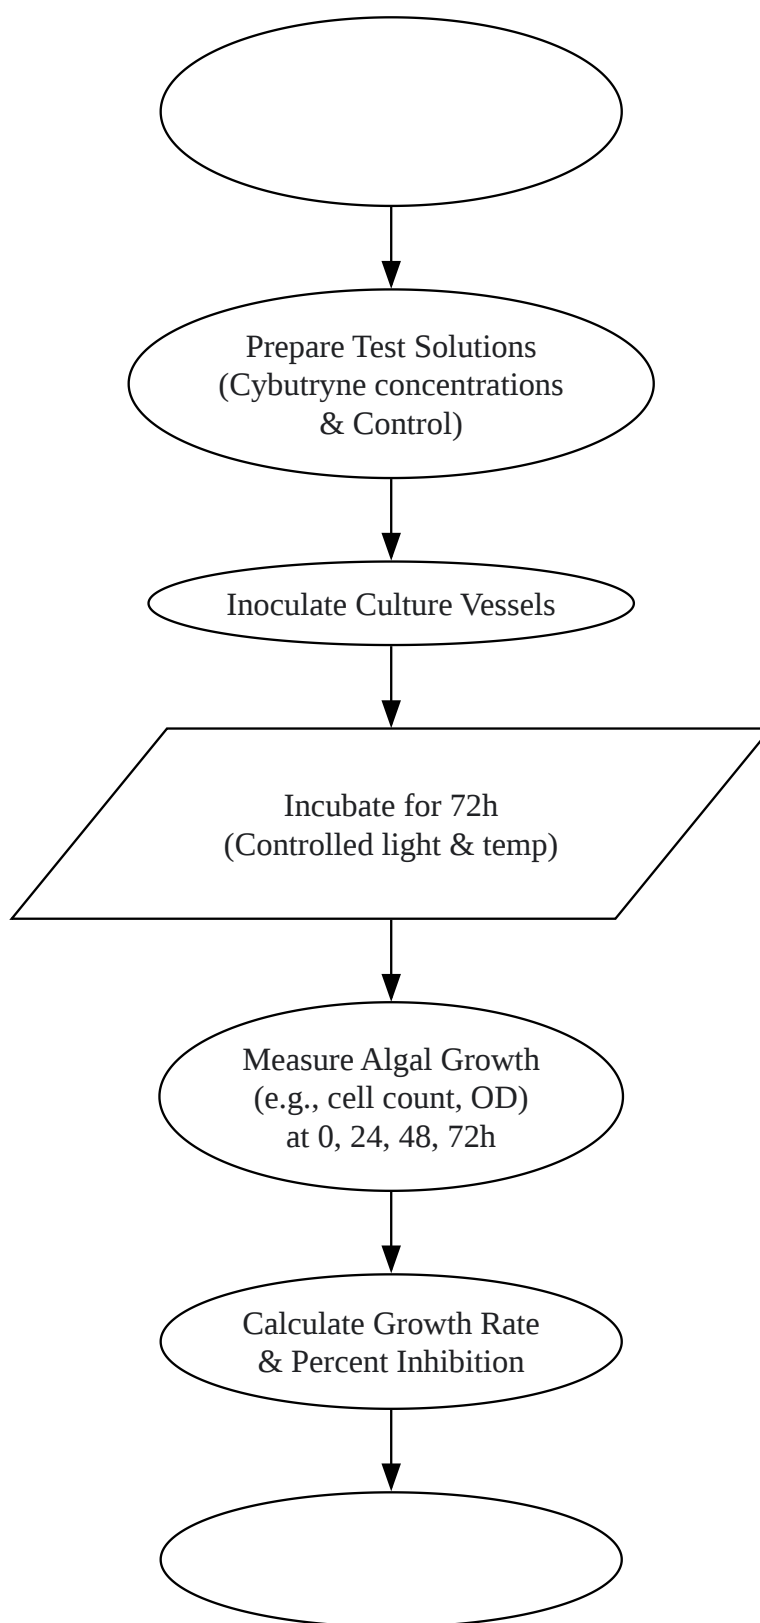 Prepare Test Solutions
(Cybutryne concentrations
& Control)
Inoculate Culture Vessels
Incubate for 72h
(Controlled light & temp)
Measure Algal Growth
(e.g., cell count, OD)
at 0, 24, 48, 72h
Calculate Growth Rate
& Percent Inhibition